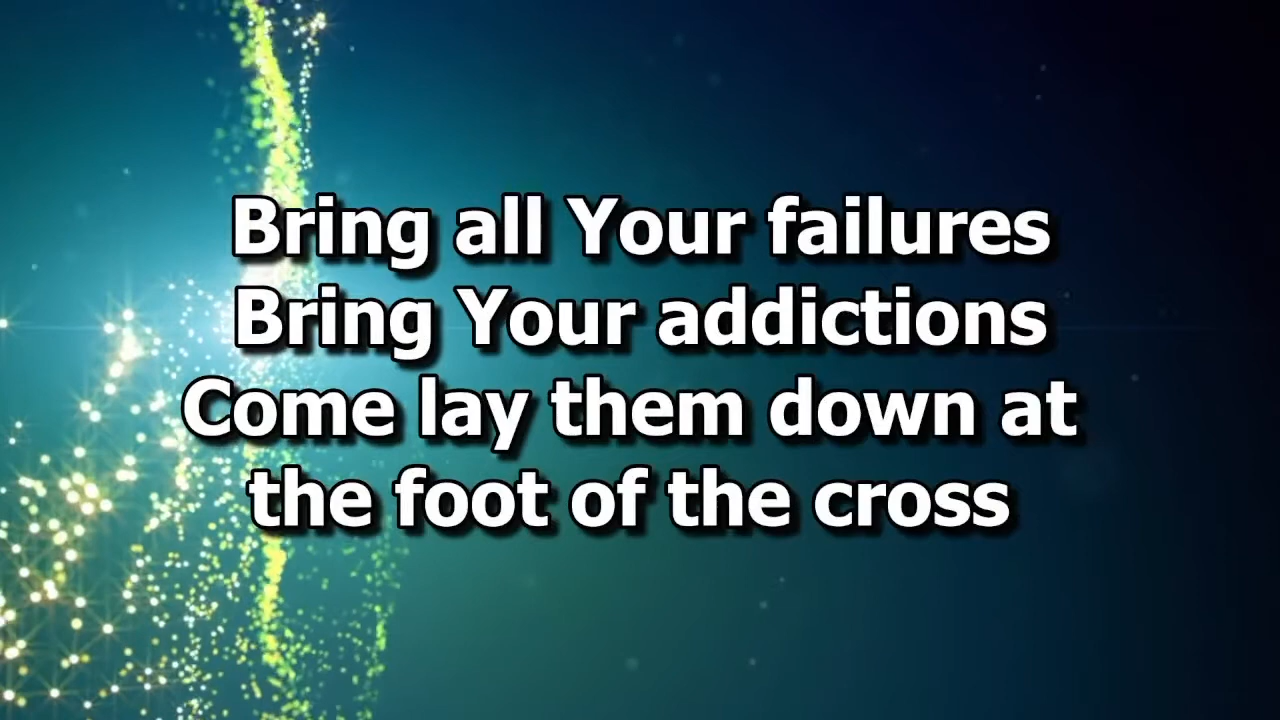 Bring all Your failures
Bring Your addictions
Come lay them down at
the foot of the cross